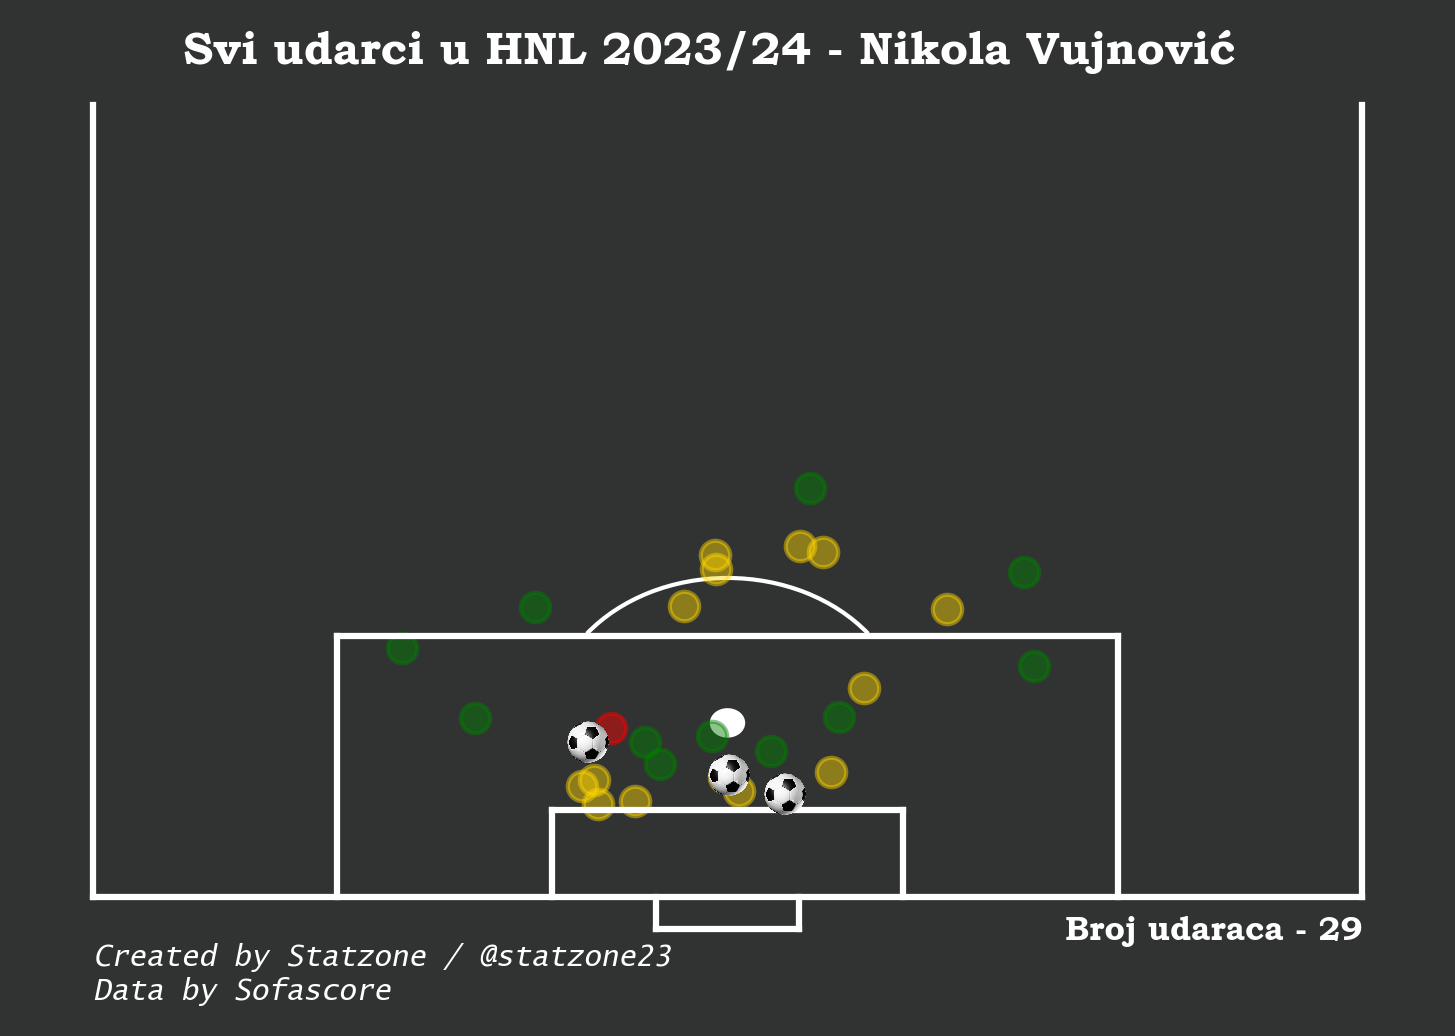 Svi udarci u HNL 2023/24 - Nikola Vujnović
Broj udaraca - 29
Created by Statzone / @statzone23
Data by Sofascore